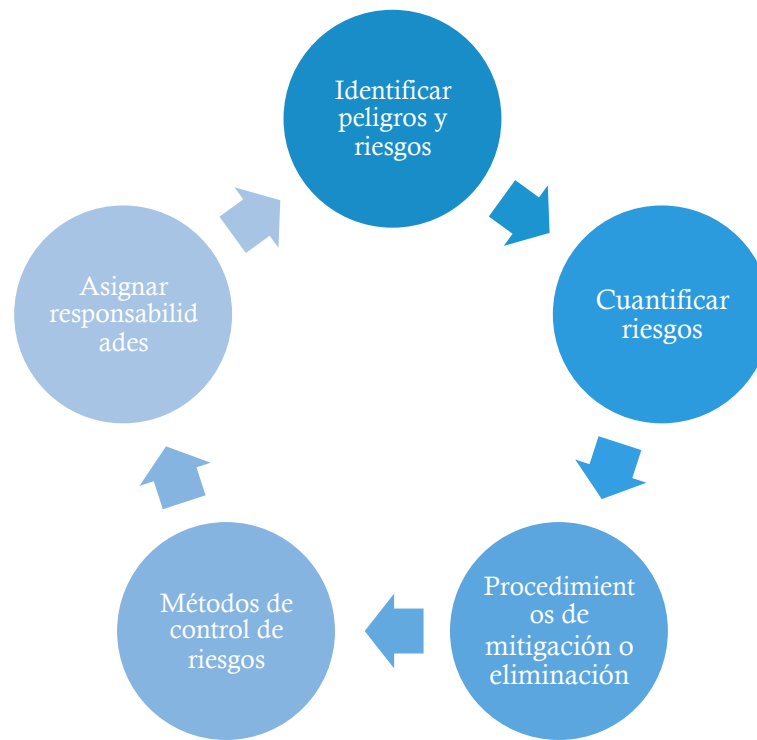 Identificar
peligros y
riesgos
Cuantificar
riesgos
Procedimient
os de
mitigación o
eliminación
Métodos de
control de
riesgos
Asignar
responsabilid
ades